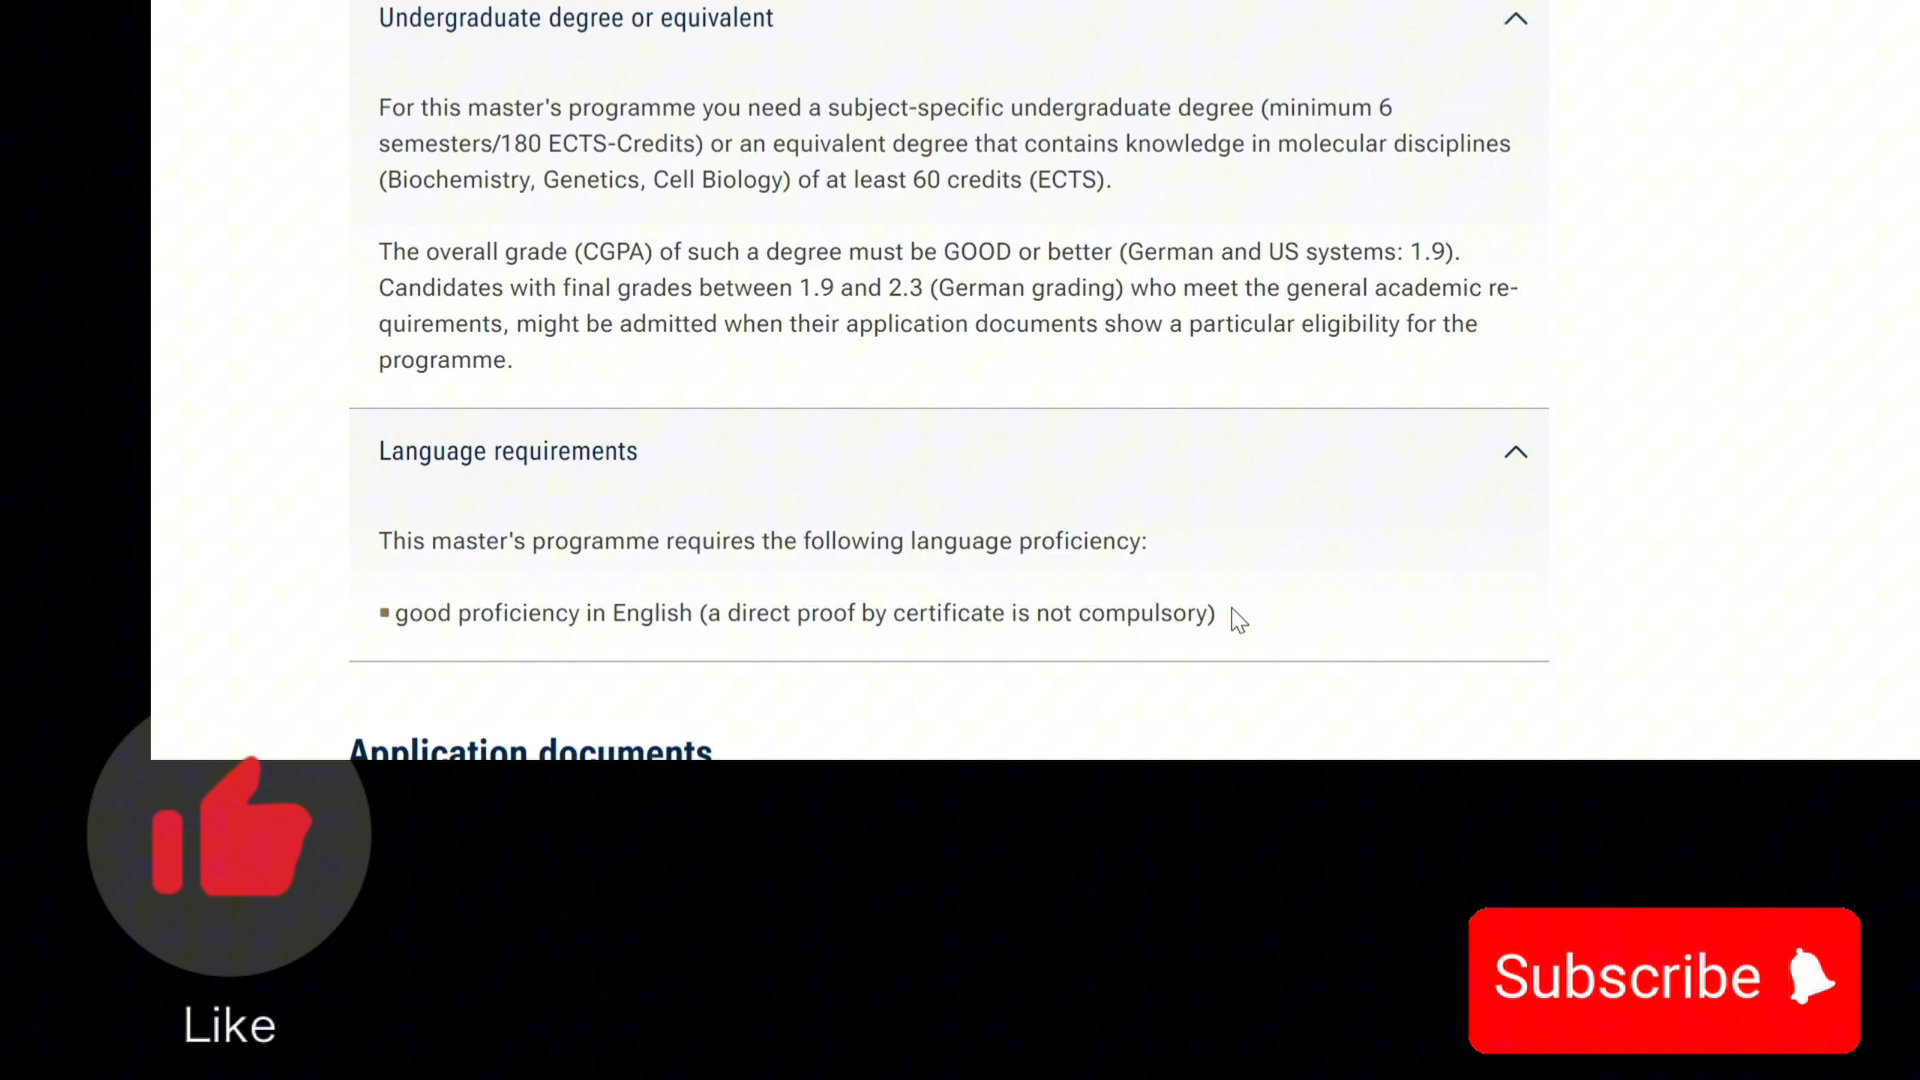 Undergraduate degree or equivalent
For this master's programme you need a subject-specific undergraduate degree (minimum 6
semesters/180 ECTS-Credits) or an equivalent degree that contains knowledge in molecular disciplines
(Biochemistry, Genetics, Cell Biology) of at least 60 credits (ECTS).
The overall grade (CGPA) of such a degree must be GOOD or better (German and US systems: 1.9).
Candidates with final grades between 1.9 and 2.3 (German grading) who meet the general academic re-
quirements, might be admitted when their application documents show a particular eligibility for the
programme.
Language requirements
This master's programme requires the following language proficiency:
▪ good proficiency in English (a direct proof by certificate is not compulsory)
Application documents
Like
Subscribe